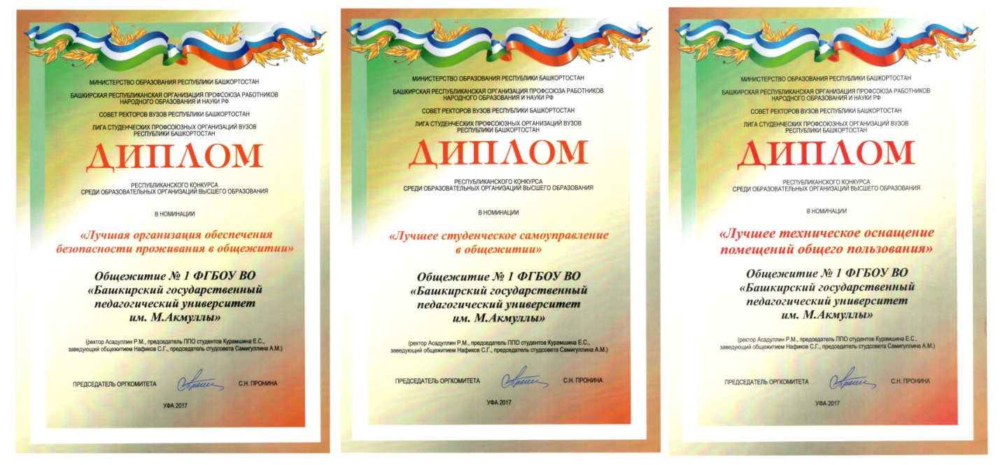 МИНИСТЕРСТВО ОБРАЗОВАНИЯ РЕСПУБЛИКИ БАШКОРТОСТАН
БАШКИРСКАЯ РЕСПУБЛИКАНСКАЯ ОРГАНИЗАЦИЯ ПРОФСОЮЗА РАБОТНИКОВ
НАРОДНОГО ОБРАЗОВАНИЯ И НАУКИ РФ
СОВЕТ РЕКТОРОВ ВУЗОВ РЕСПУБЛИКИ БАШКОРТОСТАН
ЛИГА СТУДЕНЧЕСКИХ ПРОФСОЮЗНЫХ ОРГАНИЗАЦИЙ ВУЗОВ
РЕСПУБЛИКИ БАШКОРТОСТАН
ДИПЛОМ
РЕСПУБЛИКАНСКОГО КОНКУРСА
СРЕДИ ОБРАЗОВАТЕЛЬНЫХ ОРГАНИЗАЦИЙ ВЫСШЕГО ОБРАЗОВАНИЯ
В НОМИНАЦИИ
«Лучшая организация обеспечения
безопасности проживания в общежитии»
Общежитие № 1 ФГБОУ ВО
«Башкирский государственный
педагогический университет
им. М.Акмуллы»
(ректор Асадуллин Р.М., председатель ППО студентов Курамшина Е.С.,
заведующий общежитием Нафиков С.Г., председатель студсовета Самигуллина А.М.)
ПРЕДСЕДАТЕЛЬ ОРГКОМИТЕТА С.Н. ПРОНИНА
УФА 2017
МИНИСТЕРСТВО ОБРАЗОВАНИЯ РЕСПУБЛИКИ БАШКОРТОСТАН
БАШКИРСКАЯ РЕСПУБЛИКАНСКАЯ ОРГАНИЗАЦИЯ ПРОФСОЮЗА РАБОТНИКОВ
НАРОДНОГО ОБРАЗОВАНИЯ И НАУКИ РФ
СОВЕТ РЕКТОРОВ ВУЗОВ РЕСПУБЛИКИ БАШКОРТОСТАН
ЛИГА СТУДЕНЧЕСКИХ ПРОФСОЮЗНЫХ ОРГАНИЗАЦИЙ ВУЗОВ
РЕСПУБЛИКИ БАШКОРТОСТАН
ДИПЛОМ
РЕСПУБЛИКАНСКОГО КОНКУРСА
СРЕДИ ОБРАЗОВАТЕЛЬНЫХ ОРГАНИЗАЦИЙ ВЫСШЕГО ОБРАЗОВАНИЯ
В НОМИНАЦИИ
«Лучшее студенческое самоуправление
в общежитии»
Общежитие № 1 ФГБОУ ВО
«Башкирский государственный
педагогический университет
им. М.Акмуллы»
(ректор Асадуллин Р.М., председатель ППО студентов Курамшина Е.С.,
заведующий общежитием Нафиков С.Г., председатель студсовета Самигуллина А.М.)
ПРЕДСЕДАТЕЛЬ ОРГКОМИТЕТА С.Н. ПРОНИНА
УФА 2017
МИНИСТЕРСТВО ОБРАЗОВАНИЯ РЕСПУБЛИКИ БАШКОРТОСТАН
БАШКИРСКАЯ РЕСПУБЛИКАНСКАЯ ОРГАНИЗАЦИЯ ПРОФСОЮЗА РАБОТНИКОВ
НАРОДНОГО ОБРАЗОВАНИЯ И НАУКИ РФ
СОВЕТ РЕКТОРОВ ВУЗОВ РЕСПУБЛИКИ БАШКОРТОСТАН
ЛИГА СТУДЕНЧЕСКИХ ПРОФСОЮЗНЫХ ОРГАНИЗАЦИЙ ВУЗОВ
РЕСПУБЛИКИ БАШКОРТОСТАН
ДИПЛОМ
РЕСПУБЛИКАНСКОГО КОНКУРСА
СРЕДИ ОБРАЗОВАТЕЛЬНЫХ ОРГАНИЗАЦИЙ ВЫСШЕГО ОБРАЗОВАНИЯ
В НОМИНАЦИИ
«Лучшее техническое оснащение
помещений общего пользования»
Общежитие № 1 ФГБОУ ВО
«Башкирский государственный
педагогический университет
им. М.Акмуллы»
(ректор Асадуллин Р.М., председатель ППО студентов Курамшина Е.С.,
заведующий общежитием Нафиков С.Г., председатель студсовета Самигуллина А.М.)
ПРЕДСЕДАТЕЛЬ ОРГКОМИТЕТА С.Н. ПРОНИНА
УФА 2017